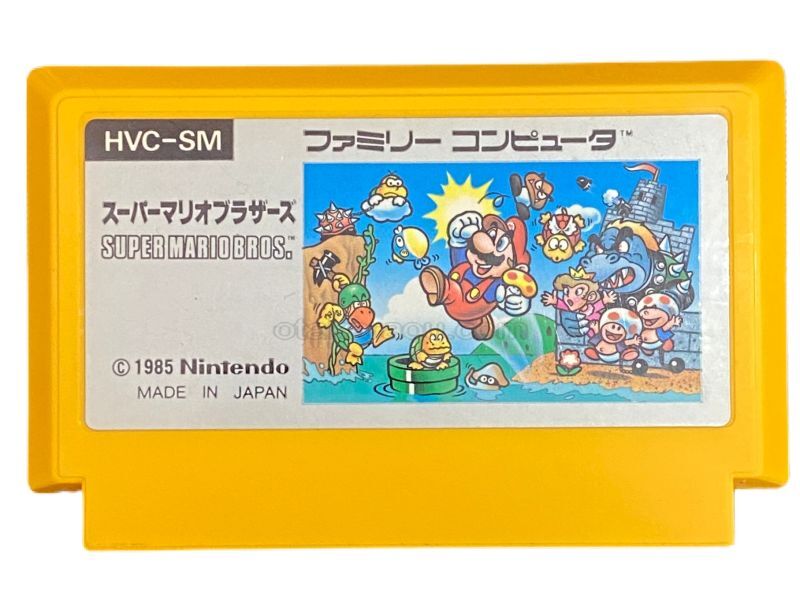 HVC-SM
ファミリー コンピュータ™
スーパーマリオブラザーズ
SUPER MARIO BROS.™
© 1985 Nintendo
MADE IN JAPAN